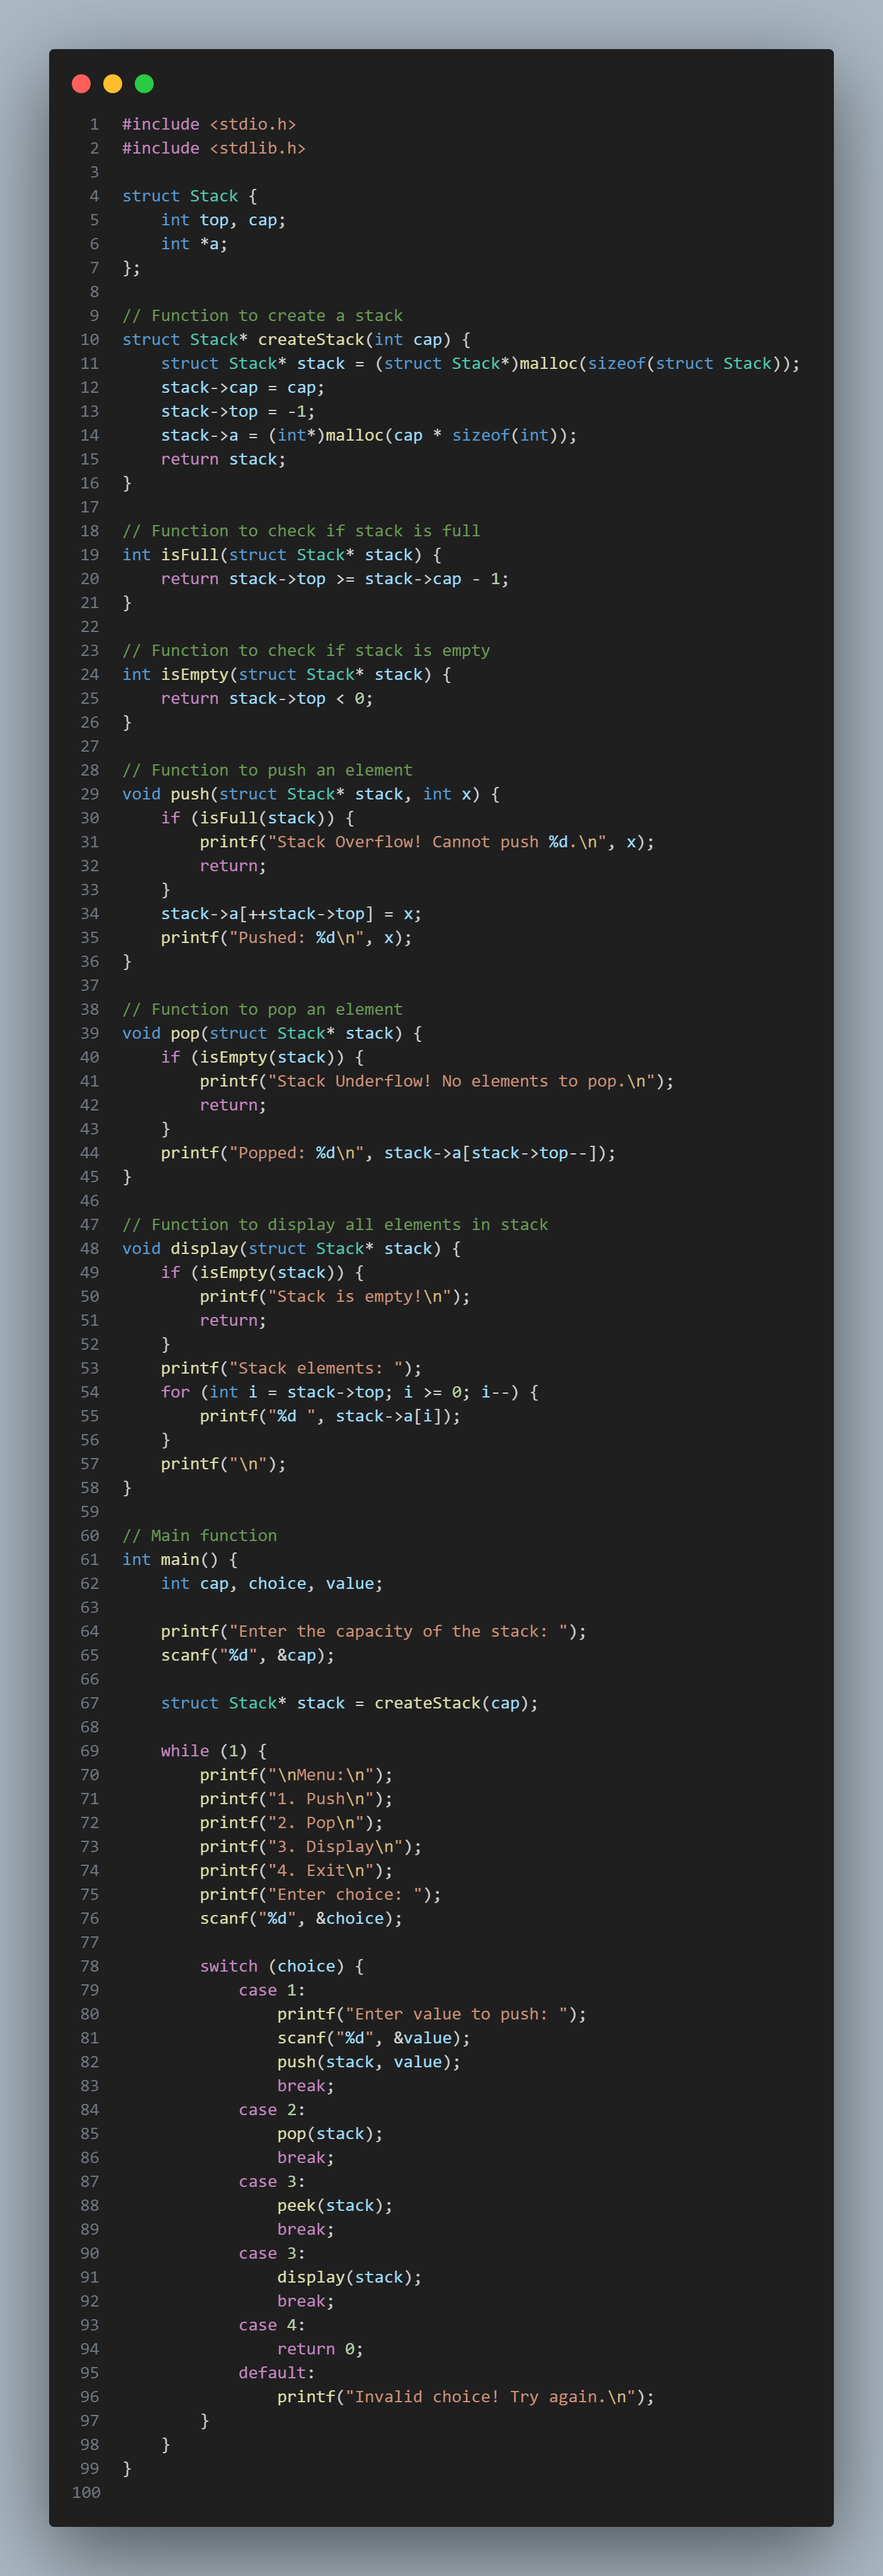 1 #include <stdio.h>
2 #include <stdlib.h>
3
4 struct Stack {
5     int top, cap;
6     int *a;
7 };
8
9 // Function to create a stack
10 struct Stack* createStack(int cap) {
11     struct Stack* stack = (struct Stack*)malloc(sizeof(struct Stack));
12     stack->cap = cap;
13     stack->top = -1;
14     stack->a = (int*)malloc(cap * sizeof(int));
15     return stack;
16 }
17
18 // Function to check if stack is full
19 int isFull(struct Stack* stack) {
20     return stack->top >= stack->cap - 1;
21 }
22
23 // Function to check if stack is empty
24 int isEmpty(struct Stack* stack) {
25     return stack->top < 0;
26 }
27
28 // Function to push an element
29 void push(struct Stack* stack, int x) {
30     if (isFull(stack)) {
31         printf("Stack Overflow! Cannot push %d.\n", x);
32         return;
33     }
34     stack->a[++stack->top] = x;
35     printf("Pushed: %d\n", x);
36 }
37
38 // Function to pop an element
39 void pop(struct Stack* stack) {
40     if (isEmpty(stack)) {
41         printf("Stack Underflow! No elements to pop.\n");
42         return;
43     }
44     printf("Popped: %d\n", stack->a[stack->top--]);
45 }
46
47 // Function to display all elements in stack
48 void display(struct Stack* stack) {
49     if (isEmpty(stack)) {
50         printf("Stack is empty!\n");
51         return;
52     }
53     printf("Stack elements: ");
54     for (int i = stack->top; i >= 0; i--) {
55         printf("%d ", stack->a[i]);
56     }
57     printf("\n");
58 }
59
60 // Main function
61 int main() {
62     int cap, choice, value;
63
64     printf("Enter the capacity of the stack: ");
65     scanf("%d", &cap);
66
67     struct Stack* stack = createStack(cap);
68
69     while (1) {
70         printf("\nMenu:\n");
71         printf("1. Push\n");
72         printf("2. Pop\n");
73         printf("3. Display\n");
74         printf("4. Exit\n");
75         printf("Enter choice: ");
76         scanf("%d", &choice);
77
78         switch (choice) {
79             case 1:
80                 printf("Enter value to push: ");
81                 scanf("%d", &value);
82                 push(stack, value);
83                 break;
84             case 2:
85                 pop(stack);
86                 break;
87             case 3:
88                 peek(stack);
89                 break;
90             case 3:
91                 display(stack);
92                 break;
93             case 4:
94                 return 0;
95             default:
96                 printf("Invalid choice! Try again.\n");
97         }
98     }
99 }
100